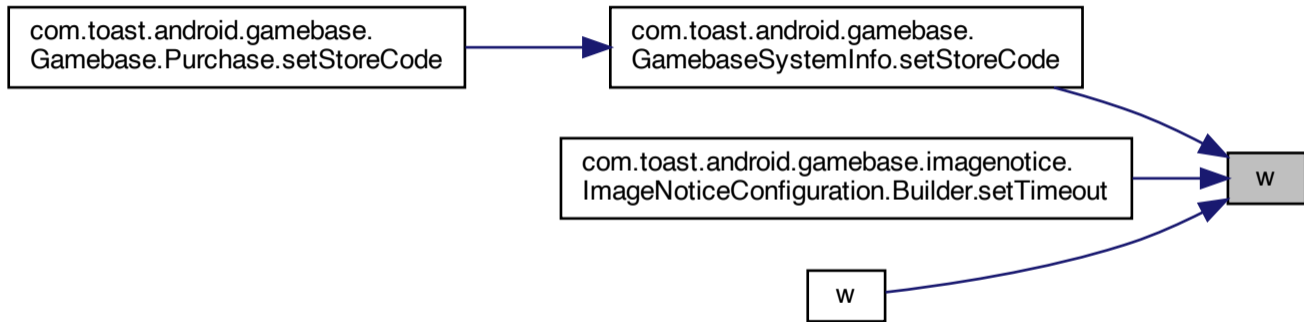 com.toast.android.gamebase.
Gamebase.Purchase.setStoreCode
com.toast.android.gamebase.
GamebaseSystemInfo.setStoreCode
com.toast.android.gamebase.imagenotice.
ImageNoticeConfiguration.Builder.setTimeout
w
w